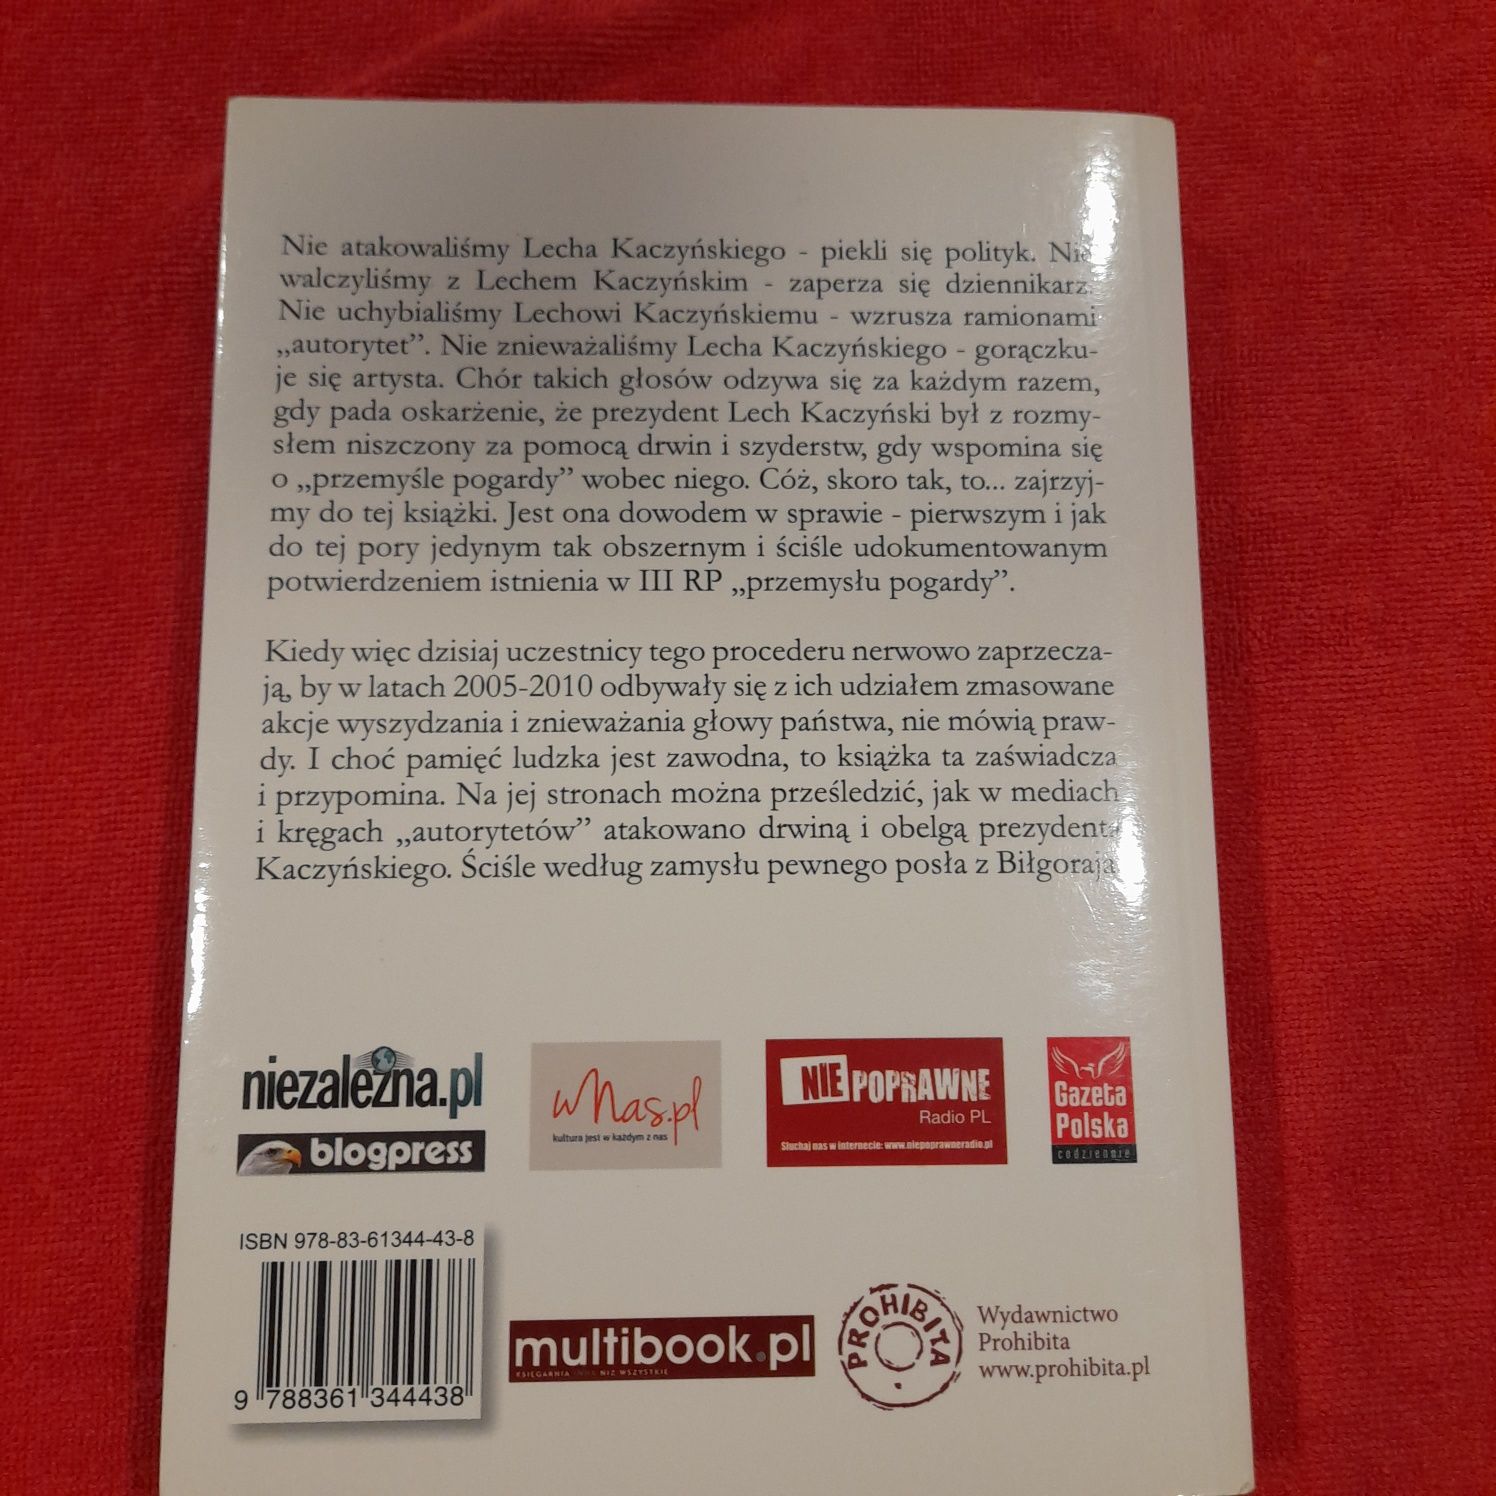 Nie atakowaliśmy Lecha Kaczyńskiego - piekli się polityk. Nie
walczyliśmy z Lechem Kaczyńskim - zaperza się dziennikarz.
Nie uchybialiśmy Lechowi Kaczyńskiemu - wzrusza ramionami
„autorytet”. Nie znieważaliśmy Lecha Kaczyńskiego - gorączku-
je się artysta. Chór takich głosów odzywa się za każdym razem,
gdy pada oskarżenie, że prezydent Lech Kaczyński był z rozmy-
słem niszczony za pomocą drwin i szyderstw, gdy wspomina się
o „przemyśle pogardy” wobec niego. Cóż, skoro tak, to... zajrzyj-
my do tej książki. Jest ona dowodem w sprawie - pierwszym i jak
do tej pory jedynym tak obszernym i ściśle udokumentowanym
potwierdzeniem istnienia w III RP „przemysłu pogardy”.
Kiedy więc dzisiaj uczestnicy tego procederu nerwowo zaprzecza-
ją, by w latach 2005-2010 odbywały się z ich udziałem zmasowane
akcje wyszydzania i znieważania głowy państwa, nie mówią praw-
dy. I choć pamięć ludzka jest zawodna, to książka ta zaświadcza
i przypomina. Na jej stronach można prześledzić, jak w mediach
i kręgach „autorytetów” atakowano drwiną i obelgą prezydenta
Kaczyńskiego. Ściśle według zamysłu pewnego posła z Biłgoraja
niezależna.pl
blogpress
wNas.pl
kultura jest w każdym z nas
NIEPOPRAWNE
Radio PL
Słuchaj nas w internecie: www.niepoprawneradio.pl
Gazeta
Polska
codziennie
ISBN 978-83-61344-43-8
9 788361 344438
multibook.pl
KSIĘGARNIA INNA NIŻ WSZYSTKIE
PROHIBITA
Wydawnictwo
Prohibita
www.prohibita.pl